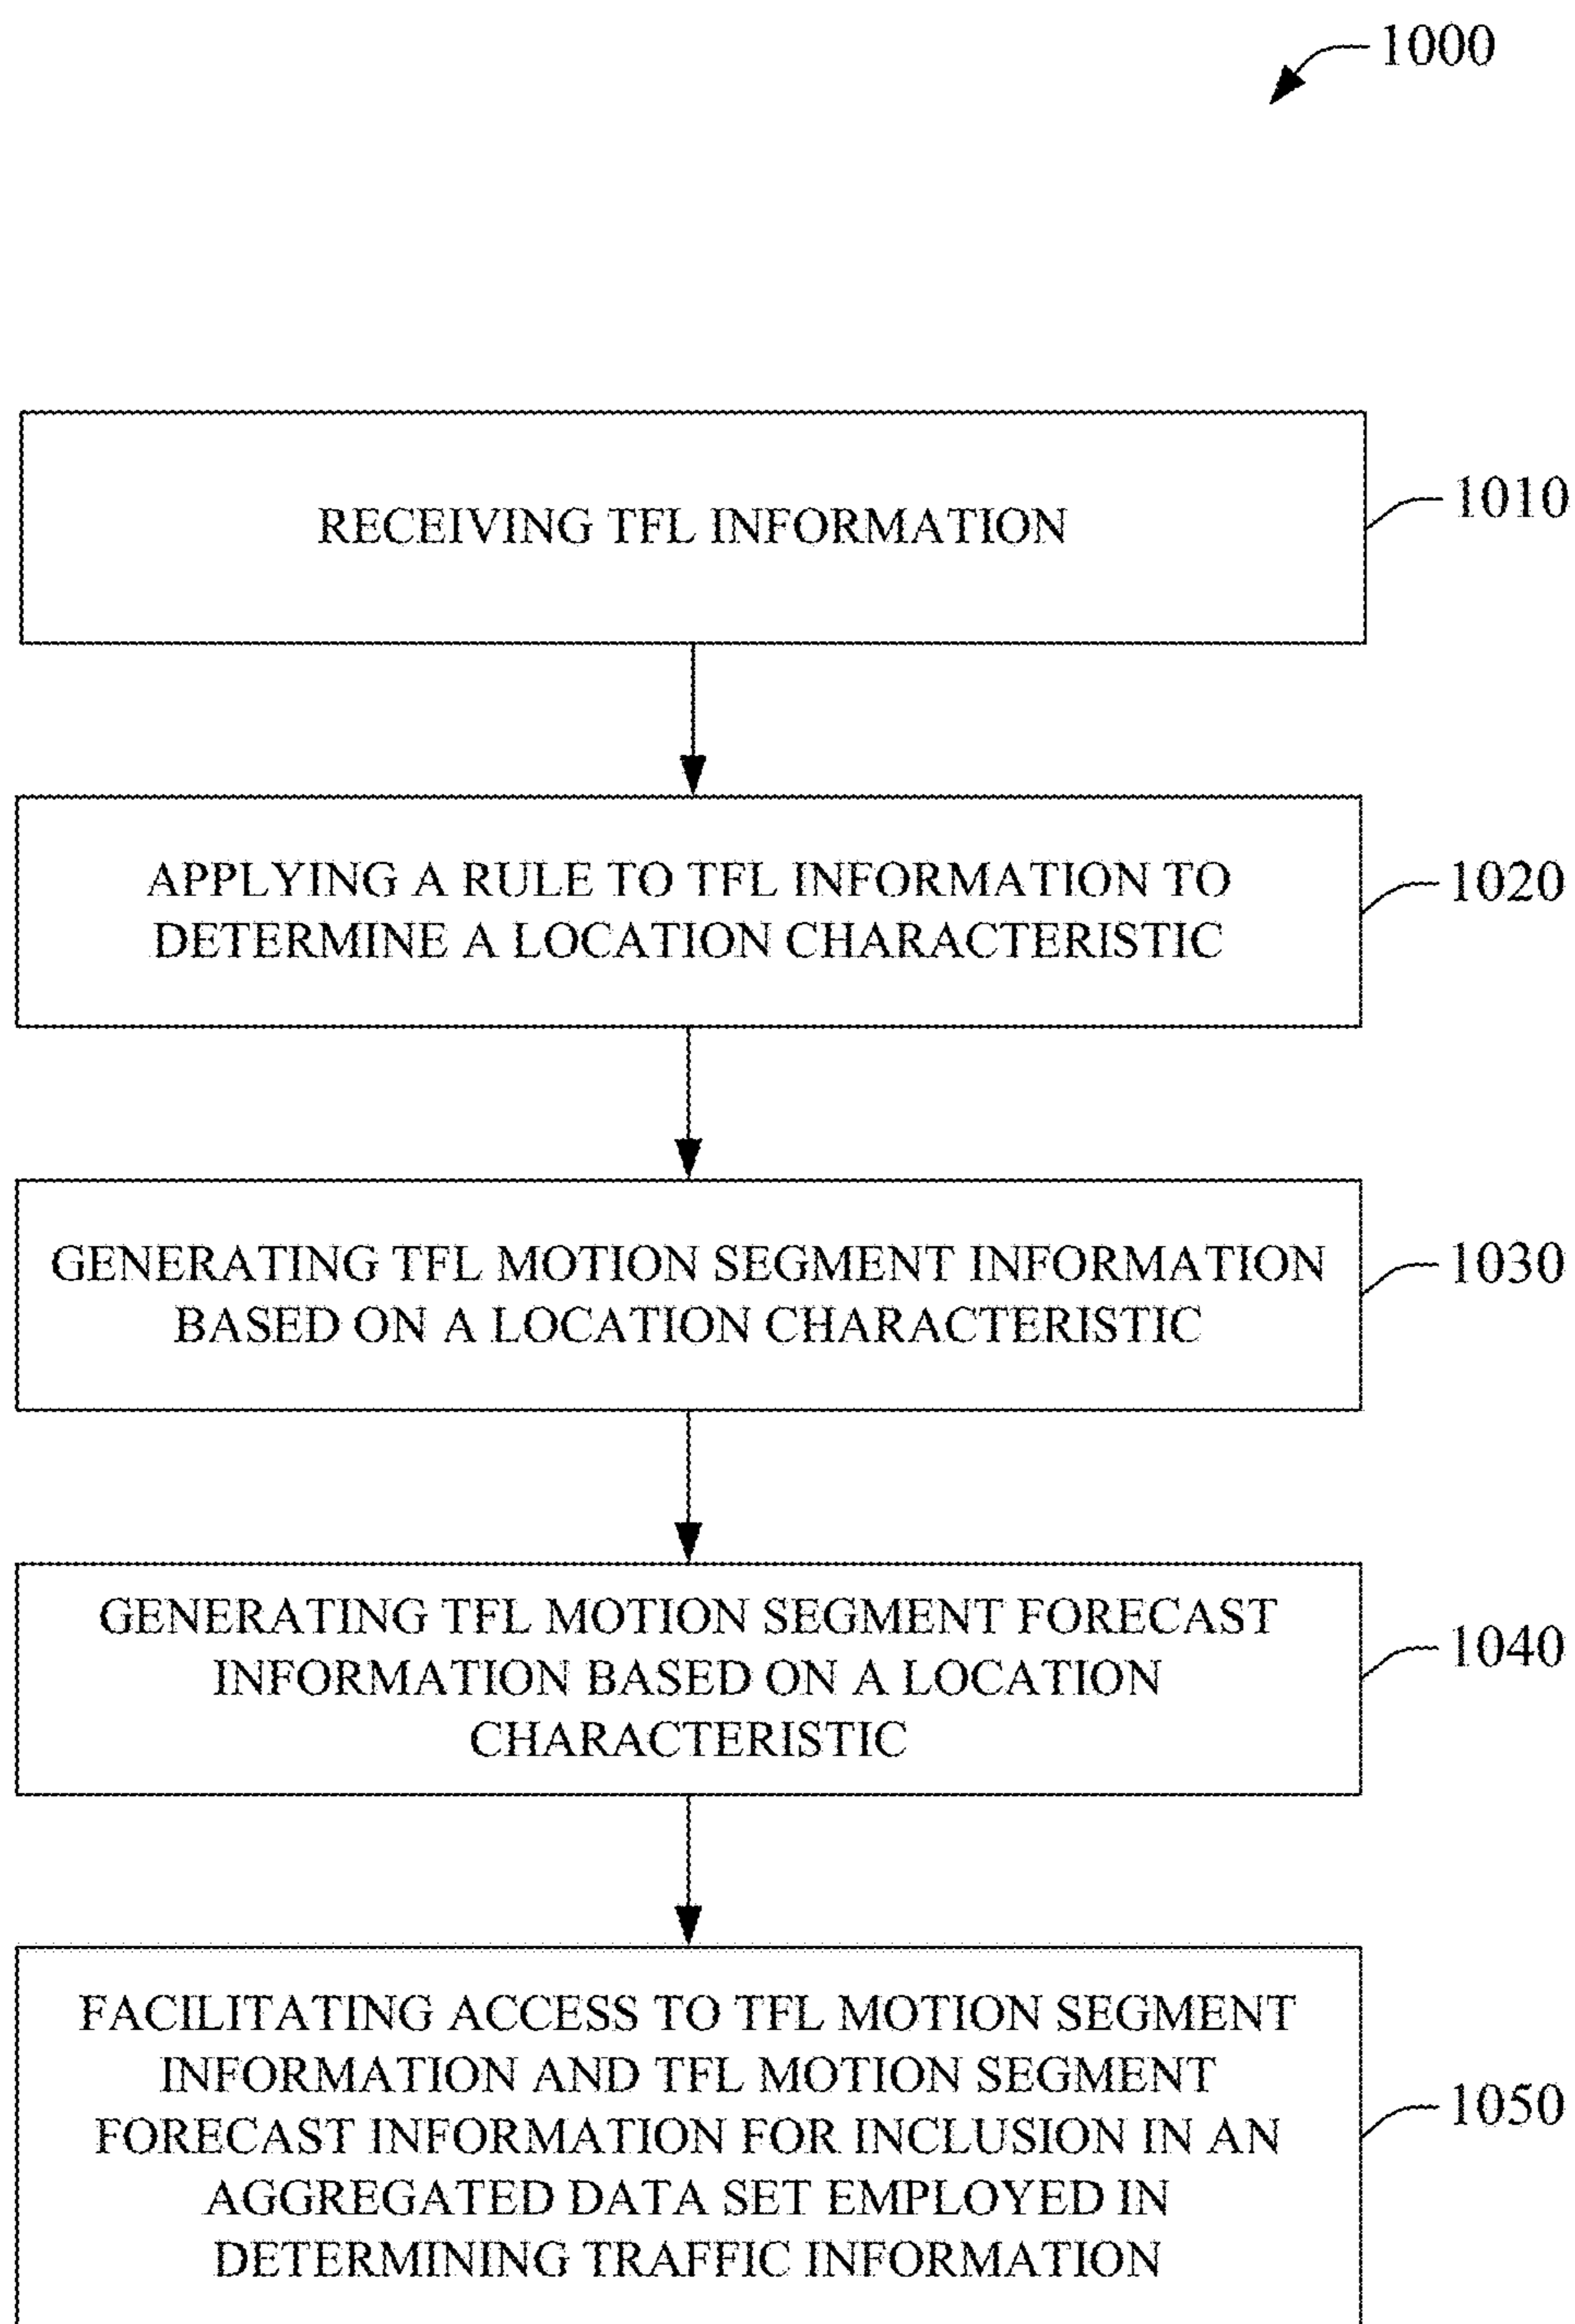 1000
RECEIVING TFL INFORMATION
1010
APPLYING A RULE TO TFL INFORMATION TO
DETERMINE A LOCATION CHARACTERISTIC
1020
GENERATING TFL MOTION SEGMENT INFORMATION
BASED ON A LOCATION CHARACTERISTIC
1030
GENERATING TFL MOTION SEGMENT FORECAST
INFORMATION BASED ON A LOCATION
CHARACTERISTIC
1040
FACILITATING ACCESS TO TFL MOTION SEGMENT
INFORMATION AND TFL MOTION SEGMENT
FORECAST INFORMATION FOR INCLUSION IN AN
AGGREGATED DATA SET EMPLOYED IN
DETERMINING TRAFFIC INFORMATION
1050